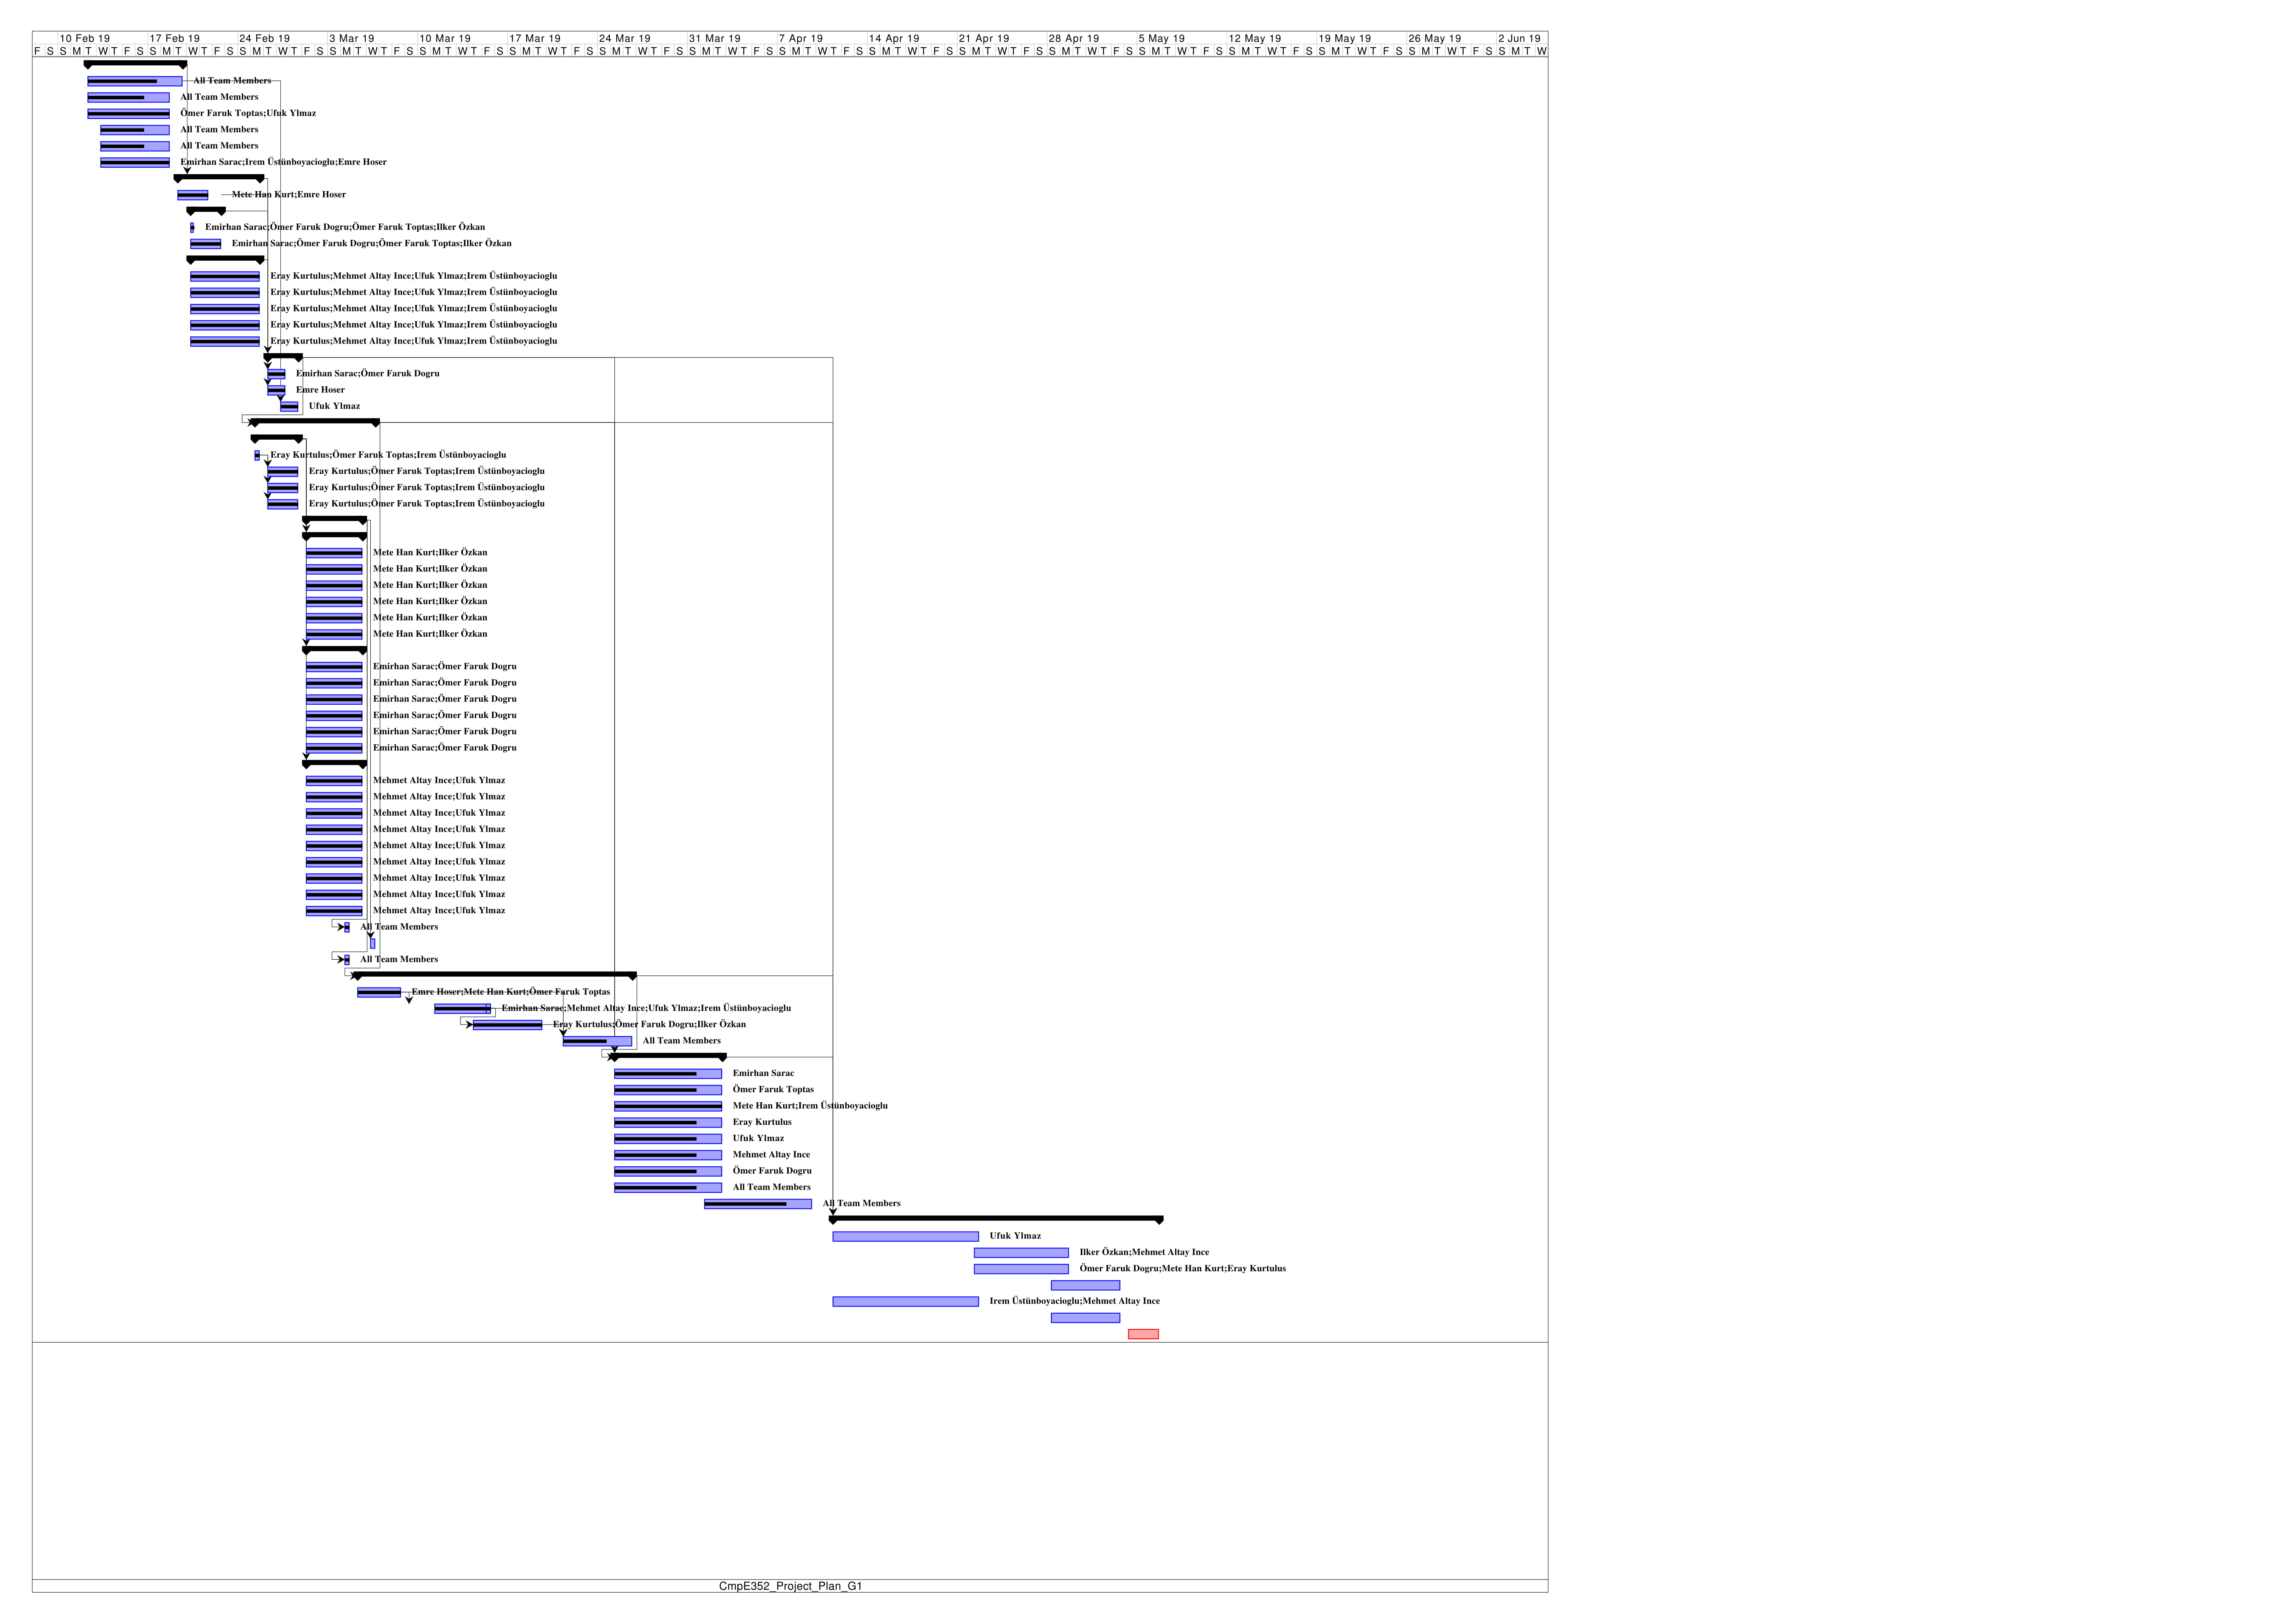 10 Feb 19 17 Feb 19 24 Feb 19 3 Mar 19 10 Mar 19 17 Mar 19 24 Mar 19 31 Mar 19 7 Apr 19 14 Apr 19 21 Apr 19 28 Apr 19 5 May 19 12 May 19 19 May 19 26 May 19 2 Jun 19
F S S M T W T F S S M T W T F S S M T W T F S S M T W T F S S M T W T F S S M T W T F S S M T W T F S S M T W T F S S M T W T F S S M T W T F S S M T W T F S S M T W T F S S M T W T F S S M T W T F S S M T W T F S S M T W T F S S M T W
All Team Members
All Team Members
Ömer Faruk Toptas;Ufuk Ylmaz
All Team Members
All Team Members
Emirhan Sarac;Irem Üstünboyacioglu;Emre Hoser
Mete Han Kurt;Emre Hoser
Emirhan Sarac;Ömer Faruk Dogru;Ömer Faruk Toptas;Ilker Özkan
Emirhan Sarac;Ömer Faruk Dogru;Ömer Faruk Toptas;Ilker Özkan
Eray Kurtulus;Mehmet Altay Ince;Ufuk Ylmaz;Irem Üstünboyacioglu
Eray Kurtulus;Mehmet Altay Ince;Ufuk Ylmaz;Irem Üstünboyacioglu
Eray Kurtulus;Mehmet Altay Ince;Ufuk Ylmaz;Irem Üstünboyacioglu
Eray Kurtulus;Mehmet Altay Ince;Ufuk Ylmaz;Irem Üstünboyacioglu
Eray Kurtulus;Mehmet Altay Ince;Ufuk Ylmaz;Irem Üstünboyacioglu
Emirhan Sarac;Ömer Faruk Dogru
Emre Hoser
Ufuk Ylmaz
Eray Kurtulus;Ömer Faruk Toptas;Irem Üstünboyacioglu
Eray Kurtulus;Ömer Faruk Toptas;Irem Üstünboyacioglu
Eray Kurtulus;Ömer Faruk Toptas;Irem Üstünboyacioglu
Eray Kurtulus;Ömer Faruk Toptas;Irem Üstünboyacioglu
Mete Han Kurt;Ilker Özkan
Mete Han Kurt;Ilker Özkan
Mete Han Kurt;Ilker Özkan
Mete Han Kurt;Ilker Özkan
Mete Han Kurt;Ilker Özkan
Mete Han Kurt;Ilker Özkan
Emirhan Sarac;Ömer Faruk Dogru
Emirhan Sarac;Ömer Faruk Dogru
Emirhan Sarac;Ömer Faruk Dogru
Emirhan Sarac;Ömer Faruk Dogru
Emirhan Sarac;Ömer Faruk Dogru
Emirhan Sarac;Ömer Faruk Dogru
Mehmet Altay Ince;Ufuk Ylmaz
Mehmet Altay Ince;Ufuk Ylmaz
Mehmet Altay Ince;Ufuk Ylmaz
Mehmet Altay Ince;Ufuk Ylmaz
Mehmet Altay Ince;Ufuk Ylmaz
Mehmet Altay Ince;Ufuk Ylmaz
Mehmet Altay Ince;Ufuk Ylmaz
Mehmet Altay Ince;Ufuk Ylmaz
Mehmet Altay Ince;Ufuk Ylmaz
All Team Members
All Team Members
Emre Hoser;Mete Han Kurt;Ömer Faruk Toptas
Emirhan Sarac;Mehmet Altay Ince;Ufuk Ylmaz;Irem Üstünboyacioglu
Eray Kurtulus;Ömer Faruk Dogru;Ilker Özkan
All Team Members
Emirhan Sarac
Ömer Faruk Toptas
Mete Han Kurt;Irem Üstünboyacioglu
Eray Kurtulus
Ufuk Ylmaz
Mehmet Altay Ince
Ömer Faruk Dogru
All Team Members
All Team Members
Ufuk Ylmaz
Ilker Özkan;Mehmet Altay Ince
Ömer Faruk Dogru;Mete Han Kurt;Eray Kurtulus
Irem Üstünboyacioglu;Mehmet Altay Ince
CmpE352_Project_Plan_G1